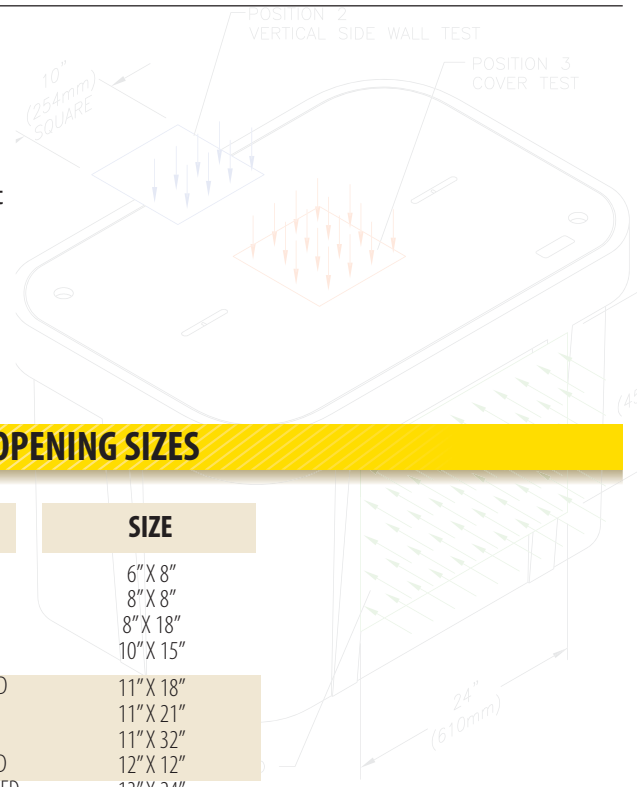 POSITION 2
VERTICAL SIDE WALL TEST
POSITION 3
COVER TEST
10"
(254mm)
SQUARE
OPENING SIZES
SIZE
6” X 8”
8” X 8”
8” X 18”
10” X 15”
11” X 18”
11” X 21”
11” X 32”
12” X 12”
24"
(610mm)